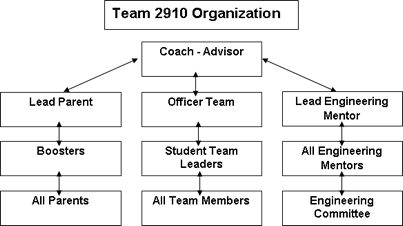 Team 2910 Organization
Coach - Advisor
Lead Parent
Officer Team
Lead Engineering
Mentor
Boosters
Student Team
Leaders
All Engineering
Mentors
All Parents
All Team Members
Engineering
Committee